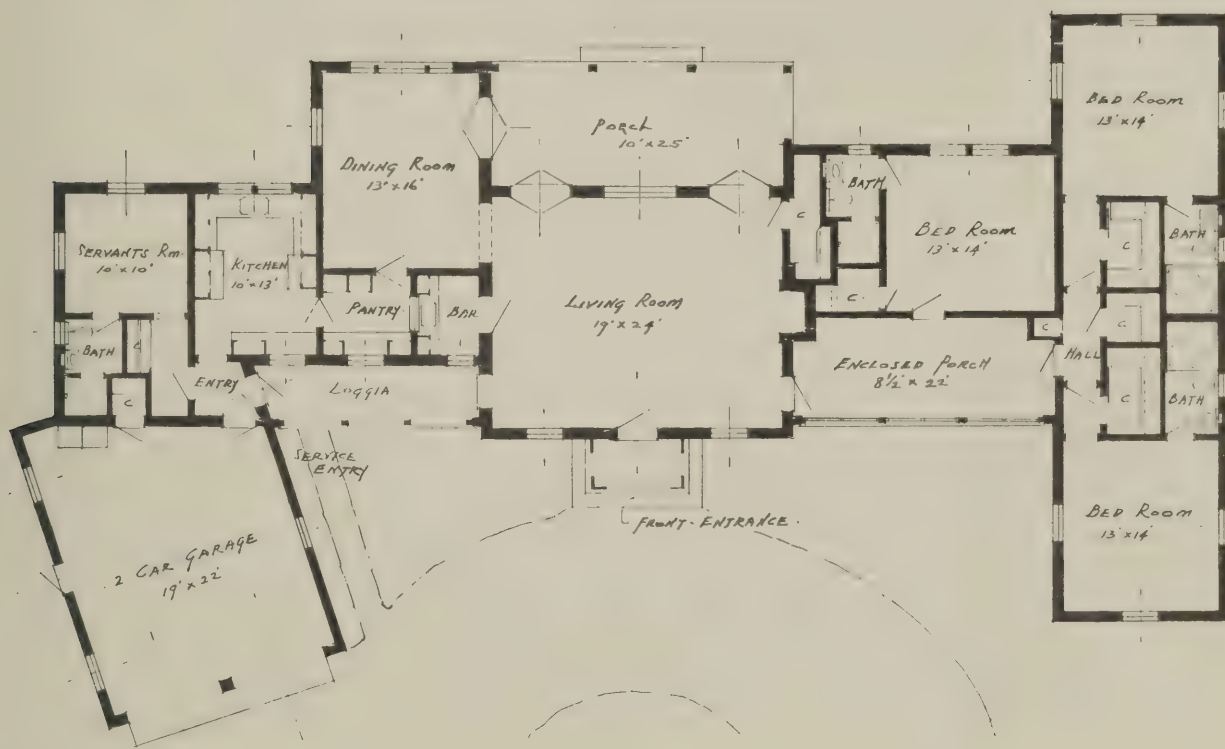 BED ROOM
13' x 14'
PORCH
10' x 25'
DINING ROOM
13' x 16'
BATH
C
BED ROOM
13' x 14'
C
BATH
SERVANTS RM.
10' x 10'
KITCHEN
10' x 13'
PANTRY
BAR
LIVING ROOM
19' x 24'
C
C
C
HALL
BATH
C
C
BATH
C
ENTRY
LOGGIA
ENCLOSED PORCH
8 1/2' x 22'
SERVICE
ENTRY
FRONT-ENTRANCE.
BED ROOM
13' x 14'
2 CAR GARAGE
19' x 22'